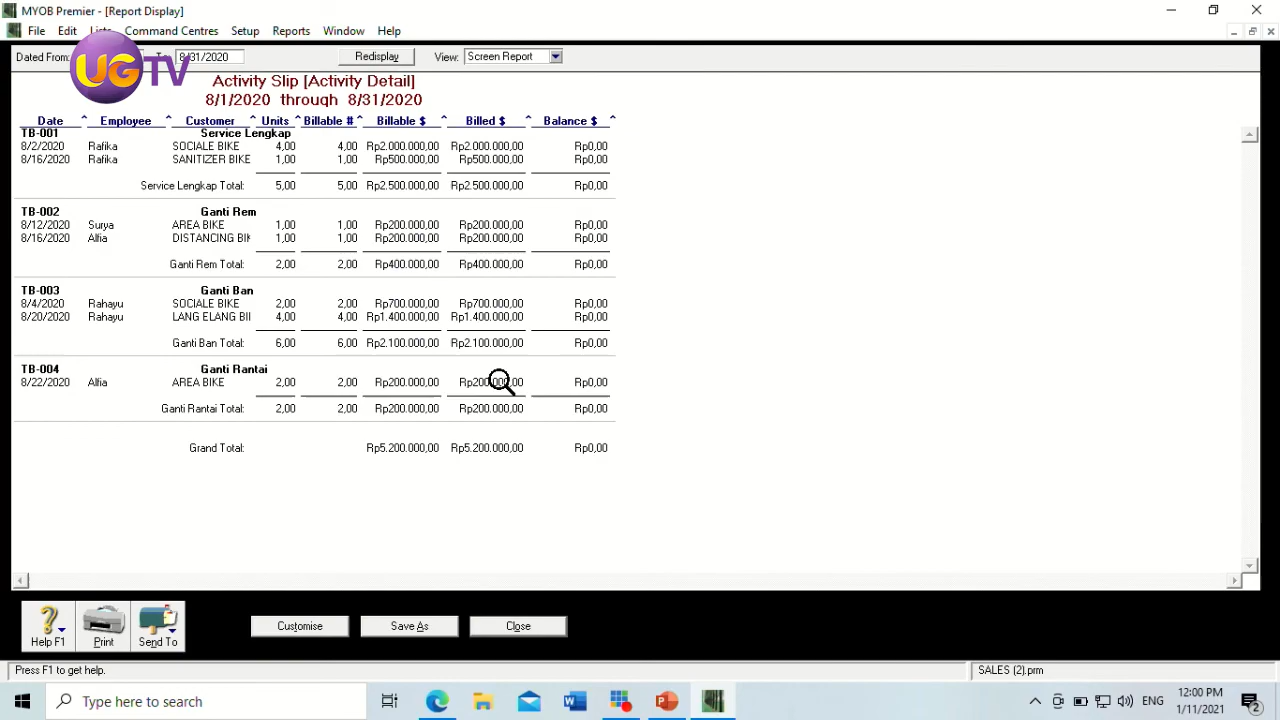 MYOB Premier - [Report Display]
File Edit Lists Command Centres Setup Reports Window Help
Dated From: To 8/31/2020 Redisplay View: Screen Report
UGTV
Activity Slip [Activity Detail]
8/1/2020 through 8/31/2020
Date Employee Customer Units Billable # Billable $ Billed $ Balance $
TB-001 Service Lengkap
8/2/2020 Rafika SOCIALE BIKE 4,00 4,00 Rp2.000.000,00 Rp2.000.000,00 Rp0,00
8/16/2020 Rafika SANITIZER BIKE 1,00 1,00 Rp500.000,00 Rp500.000,00 Rp0,00
Service Lengkap Total: 5,00 5,00 Rp2.500.000,00 Rp2.500.000,00 Rp0,00
TB-002 Ganti Rem
8/12/2020 Surya AREA BIKE 1,00 1,00 Rp200.000,00 Rp200.000,00 Rp0,00
8/16/2020 Alfia DISTANCING BIK 1,00 1,00 Rp200.000,00 Rp200.000,00 Rp0,00
Ganti Rem Total: 2,00 2,00 Rp400.000,00 Rp400.000,00 Rp0,00
TB-003 Ganti Ban
8/4/2020 Rahayu SOCIALE BIKE 2,00 2,00 Rp700.000,00 Rp700.000,00 Rp0,00
8/20/2020 Rahayu LANG ELANG BII 4,00 4,00 Rp1.400.000,00 Rp1.400.000,00 Rp0,00
Ganti Ban Total: 6,00 6,00 Rp2.100.000,00 Rp2.100.000,00 Rp0,00
TB-004 Ganti Rantai
8/22/2020 Alfia AREA BIKE 2,00 2,00 Rp200.000,00 Rp200.000,00 Rp0,00
Ganti Rantai Total: 2,00 2,00 Rp200.000,00 Rp200.000,00 Rp0,00
Grand Total: Rp5.200.000,00 Rp5.200.000,00 Rp0,00
Help F1 Print Send To Customise Save As Close
Press F1 to get help. SALES (2).prm
Type here to search ENG 12:00 PM
1/11/2021 2